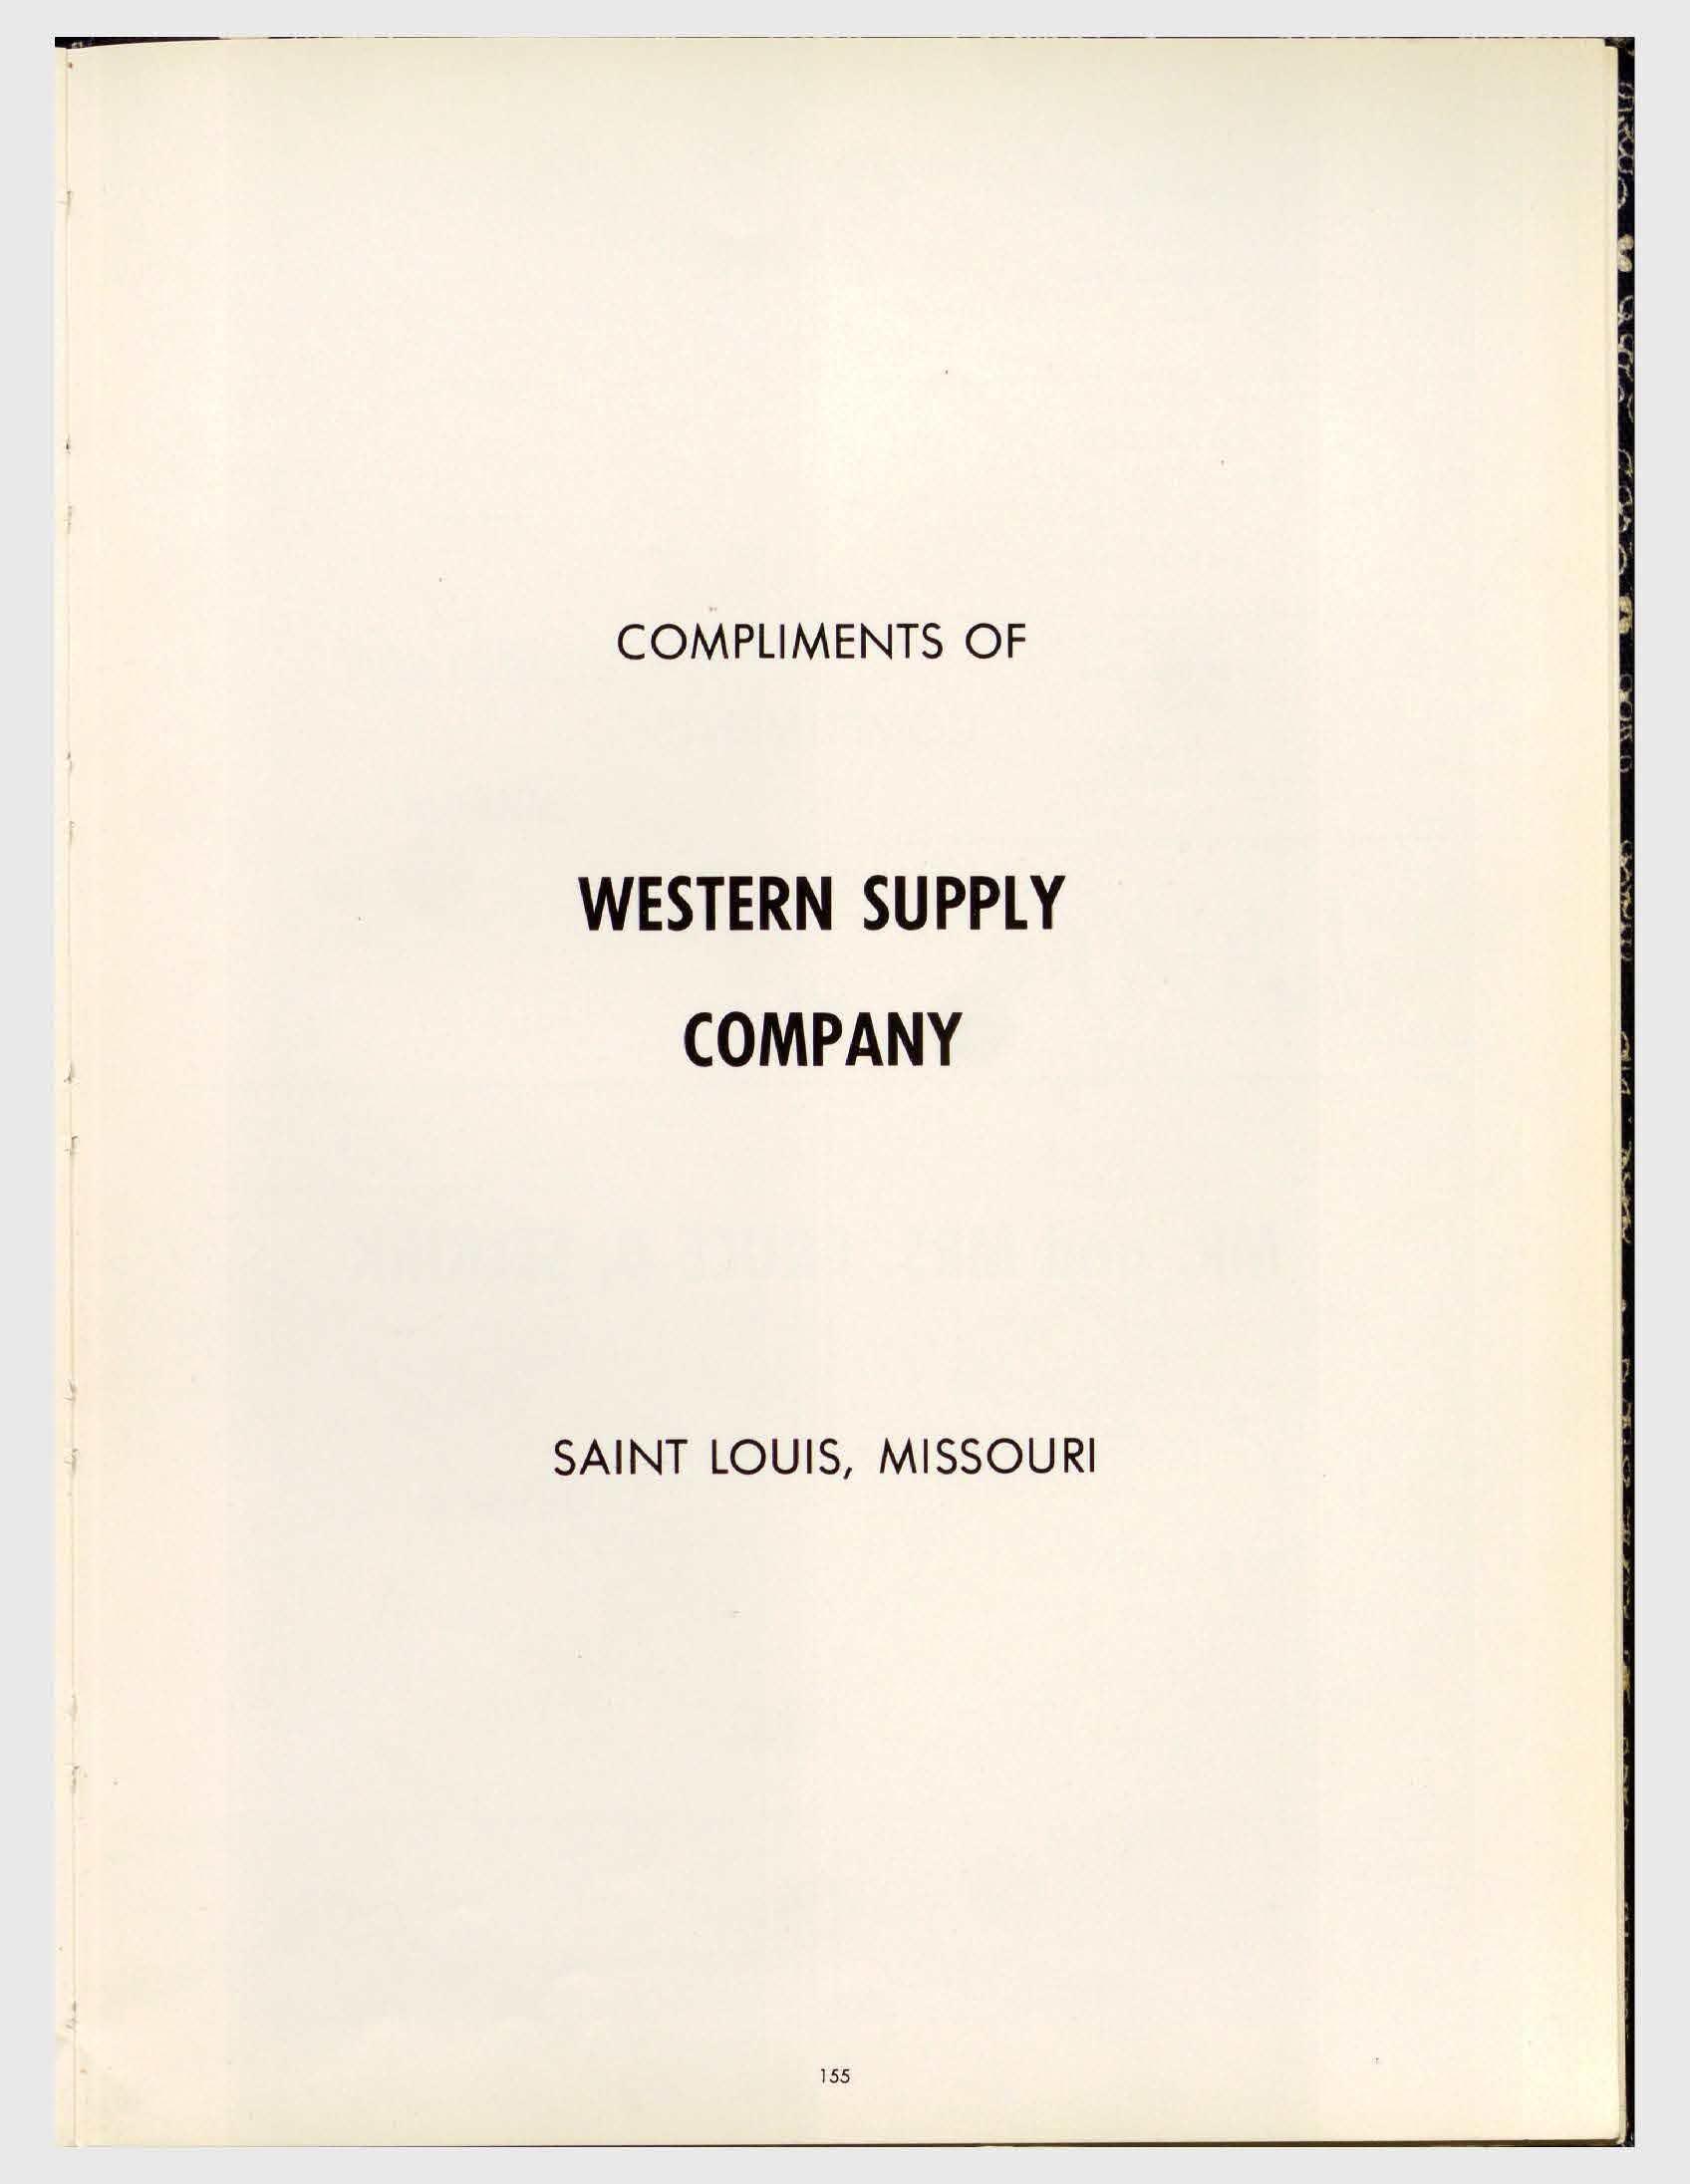 COMPLIMENTS OF
WESTERN SUPPLY
COMPANY
SAINT LOUIS, MISSOURI
155